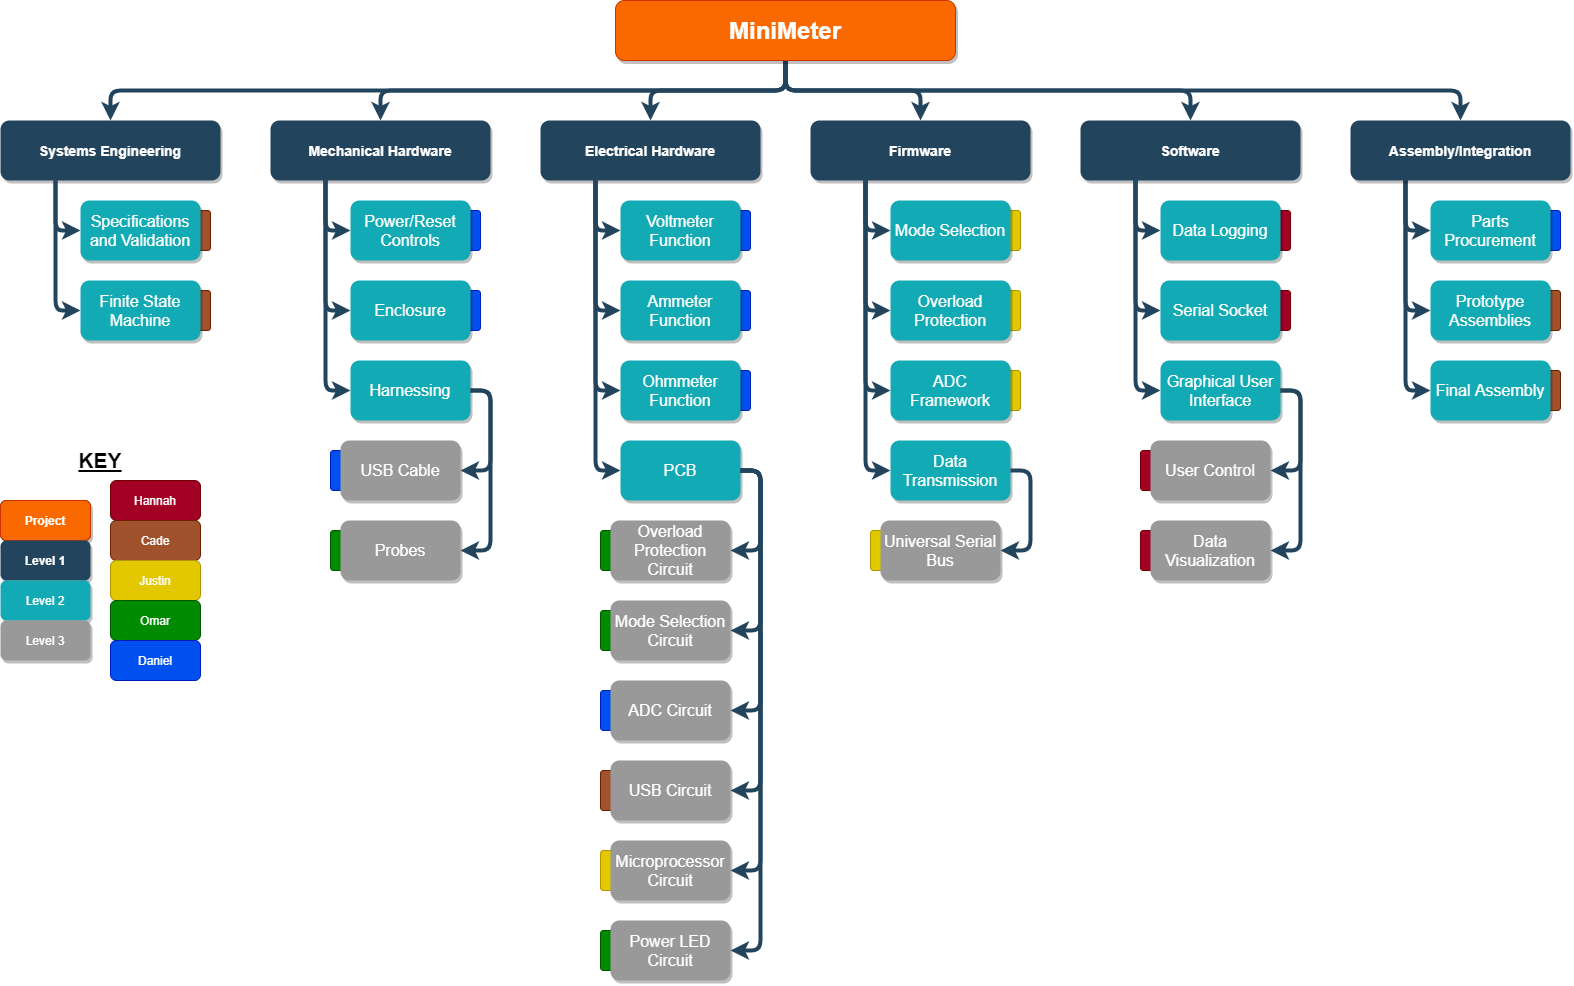 MiniMeter
Systems Engineering
Mechanical Hardware
Electrical Hardware
Firmware
Software
Assembly/Integration
Specifications
and Validation
Finite State
Machine
Power/Reset
Controls
Enclosure
Harnessing
USB Cable
Probes
Voltmeter
Function
Ammeter
Function
Ohmmeter
Function
PCB
Overload
Protection
Circuit
Mode Selection
Circuit
ADC Circuit
USB Circuit
Microprocessor
Circuit
Power LED
Circuit
Mode Selection
Overload
Protection
ADC
Framework
Data
Transmission
Universal Serial
Bus
Data Logging
Serial Socket
Graphical User
Interface
User Control
Data
Visualization
Parts
Procurement
Prototype
Assemblies
Final Assembly
KEY
Project
Level 1
Level 2
Level 3
Hannah
Cade
Justin
Omar
Daniel